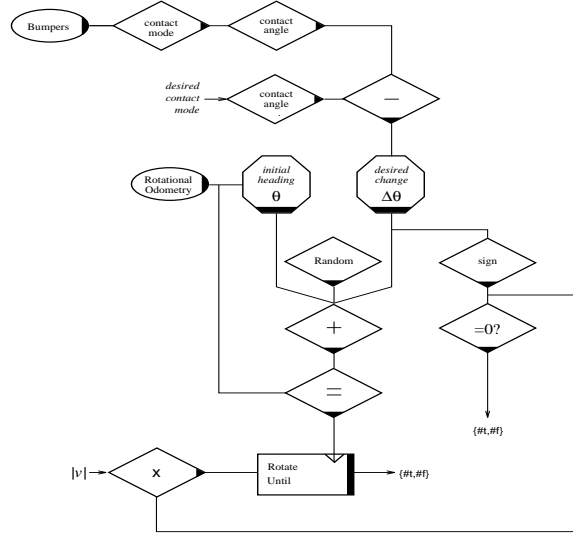 Bumpers
contact
mode
contact
angle
desired
contact
mode
contact
angle
−
Rotational
Odometry
initial
heading
θ
desired
change
Δθ
Random
sign
+
=0?
=
{#t,#f}
|v|
x
Rotate
Until
{#t,#f}